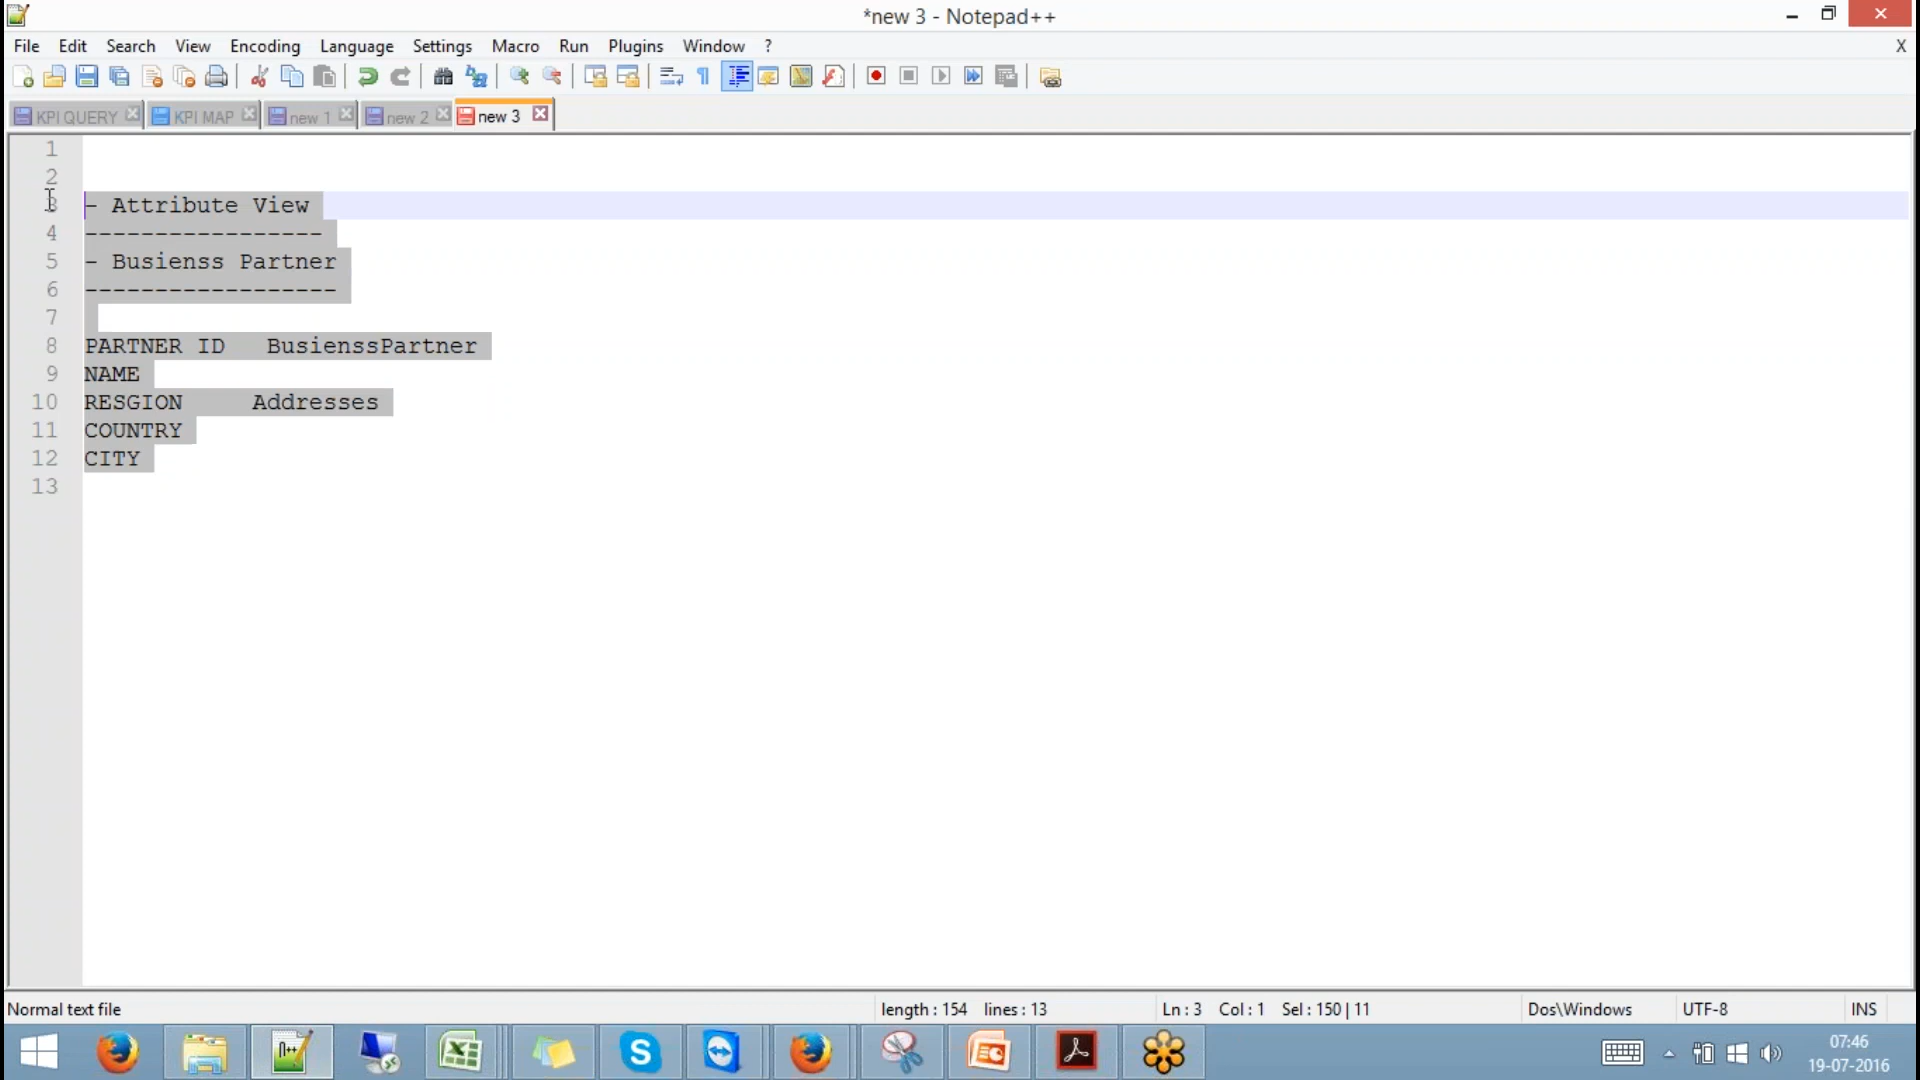 *new 3 - Notepad++
File Edit Search View Encoding Language Settings Macro Run Plugins Window ? X
KPI QUERY KPI MAP new 1 new 2 new 3
1
2
3 - Attribute View
4 -----------------
5 - Busienss Partner
6 ------------------
7
8 PARTNER ID BusienssPartner
9 NAME
10 RESGION Addresses
11 COUNTRY
12 CITY
13
Normal text file length : 154 lines : 13 Ln : 3 Col : 1 Sel : 150 | 11 Dos\Windows UTF-8 INS
07:46
19-07-2016